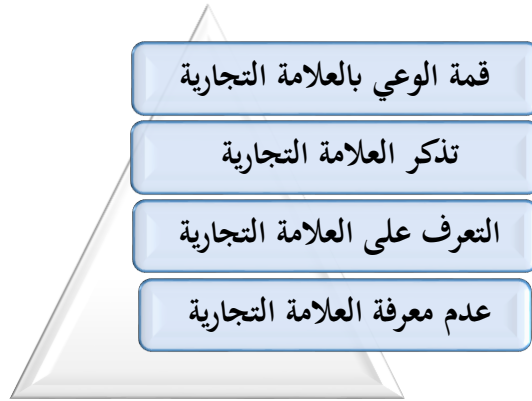 قمة الوعي بالعلامة التجارية
تذكر العلامة التجارية
التعرف على العلامة التجارية
عدم معرفة العلامة التجارية